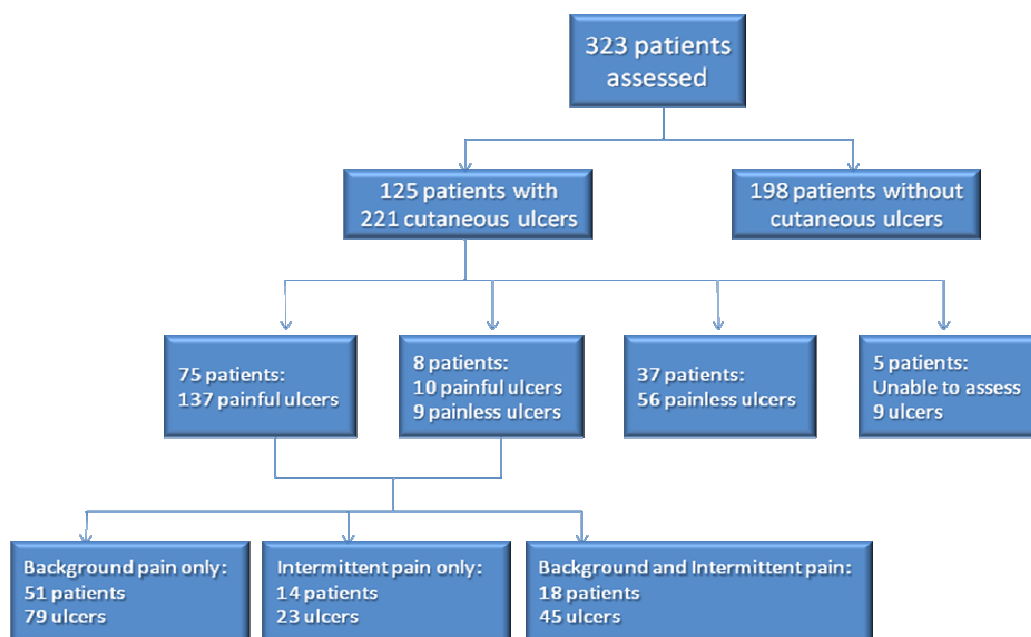 323 patients
assessed
125 patients with
221 cutaneous ulcers
198 patients without
cutaneous ulcers
75 patients:
137 painful ulcers
8 patients:
10 painful ulcers
9 painless ulcers
37 patients:
56 painless ulcers
5 patients:
Unable to assess
9 ulcers
Background pain only:
51 patients
79 ulcers
Intermittent pain only:
14 patients
23 ulcers
Background and Intermittent pain:
18 patients
45 ulcers